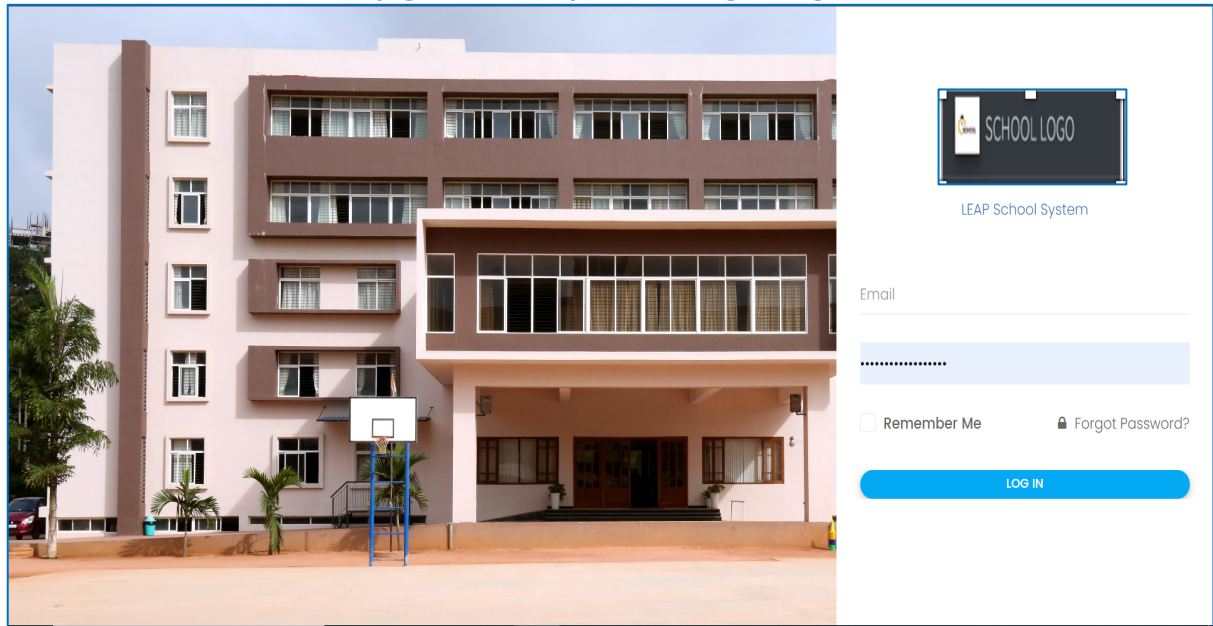 SCHOOL LOGO
LEAP School System
Email
••••••••••••••••••
Remember Me
Forgot Password?
LOG IN